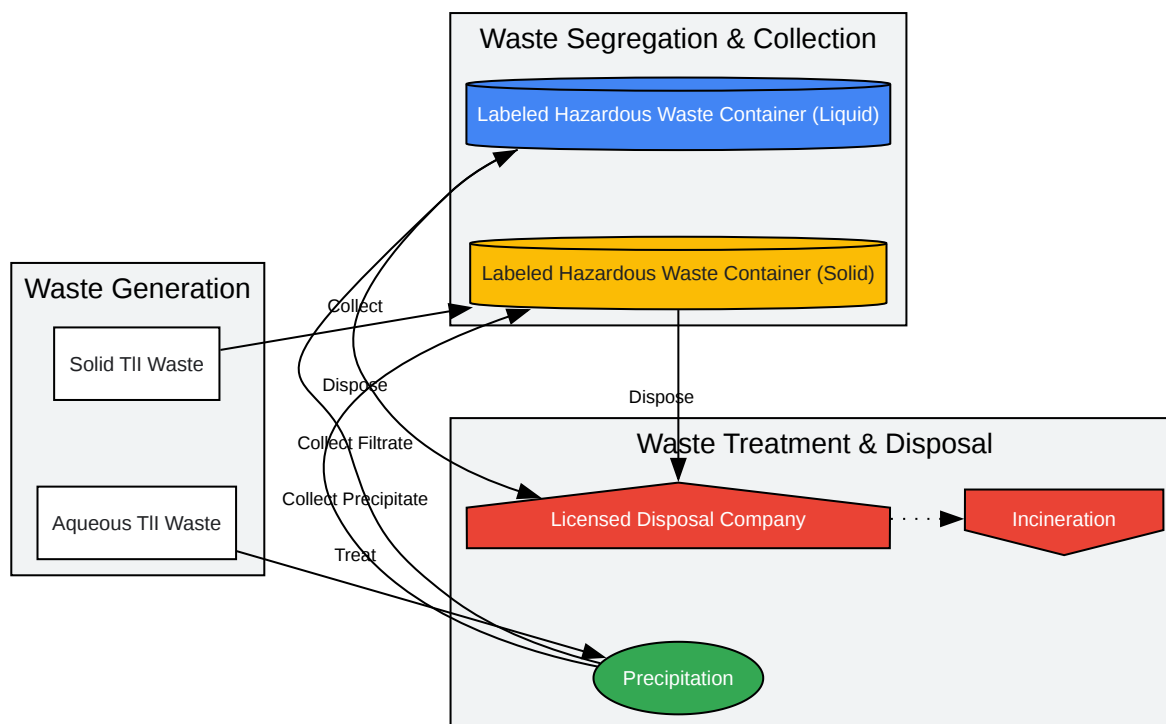 Waste Segregation & Collection
Labeled Hazardous Waste Container (Liquid)
Labeled Hazardous Waste Container (Solid)
Waste Generation
Solid TlI Waste
Aqueous TlI Waste
Collect
Dispose
Collect Filtrate
Collect Precipitate
Treat
Dispose
Waste Treatment & Disposal
Licensed Disposal Company
Incineration
Precipitation